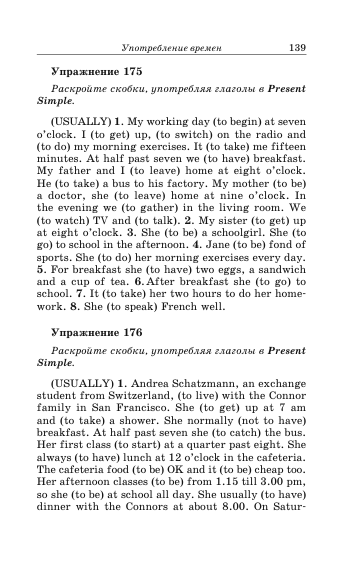 Употребление времен 139
Упражнение 175
Раскройте скобки, употребляя глаголы в Present
Simple.
(USUALLY) 1. My working day (to begin) at seven
o'clock. I (to get) up, (to switch) on the radio and
(to do) my morning exercises. It (to take) me fifteen
minutes. At half past seven we (to have) breakfast.
My father and I (to leave) home at eight o'clock.
He (to take) a bus to his factory. My mother (to be)
a doctor, she (to leave) home at nine o'clock. In
the evening we (to gather) in the living room. We
(to watch) TV and (to talk). 2. My sister (to get) up
at eight o'clock. 3. She (to be) a schoolgirl. She (to
go) to school in the afternoon. 4. Jane (to be) fond of
sports. She (to do) her morning exercises every day.
5. For breakfast she (to have) two eggs, a sandwich
and a cup of tea. 6. After breakfast she (to go) to
school. 7. It (to take) her two hours to do her home-
work. 8. She (to speak) French well.
Упражнение 176
Раскройте скобки, употребляя глаголы в Present
Simple.
(USUALLY) 1. Andrea Schatzmann, an exchange
student from Switzerland, (to live) with the Connor
family in San Francisco. She (to get) up at 7 am
and (to take) a shower. She normally (not to have)
breakfast. At half past seven she (to catch) the bus.
Her first class (to start) at a quarter past eight. She
always (to have) lunch at 12 o'clock in the cafeteria.
The cafeteria food (to be) OK and it (to be) cheap too.
Her afternoon classes (to be) from 1.15 till 3.00 pm,
so she (to be) at school all day. She usually (to have)
dinner with the Connors at about 8.00. On Satur-